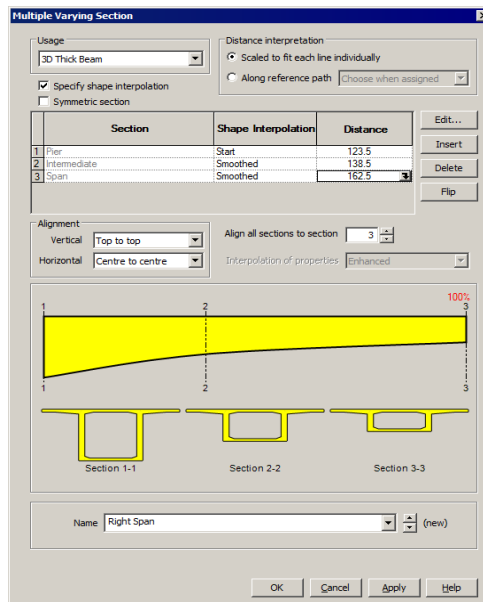 Multiple Varying Section
Usage
3D Thick Beam
Distance interpretation
Scaled to fit each line individually
Along reference path Choose when assigned
Specify shape interpolation
Symmetric section
Section Shape Interpolation Distance
1 Pier Start 123.5
2 Intermediate Smoothed 138.5
3 Span Smoothed 162.5
Edit...
Insert
Delete
Flip
Alignment
Vertical Top to top
Horizontal Centre to centre
Align all sections to section 3
Interpolation of properties Enhanced
100%
1 2 3
1 2 3
Section 1-1 Section 2-2 Section 3-3
Name Right Span (new)
OK Cancel Apply Help